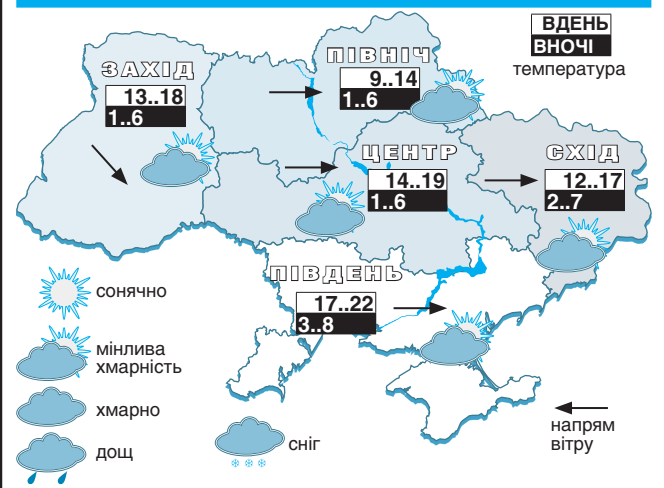 ВДЕНЬ
ВНОЧІ
температура
ПІВНІЧ
9..14
1..6
ЗАХІД
13..18
1..6
ЦЕНТР
14..19
1..6
СХІД
12..17
2..7
ПІВДЕНЬ
17..22
3..8
сонячно
мінлива
хмарність
хмарно
дощ
сніг
напрям
вітру